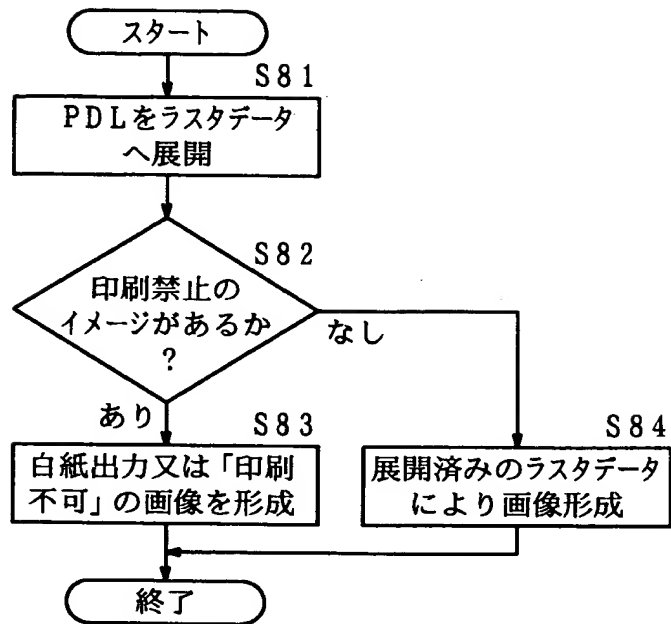 スタート
S81
PDLをラスタデータ
へ展開
S82
印刷禁止の
イメージがあるか
?
なし
あり
S83
S84
白紙出力又は「印刷
不可」の画像を形成
展開済みのラスタデータ
により画像形成
終了